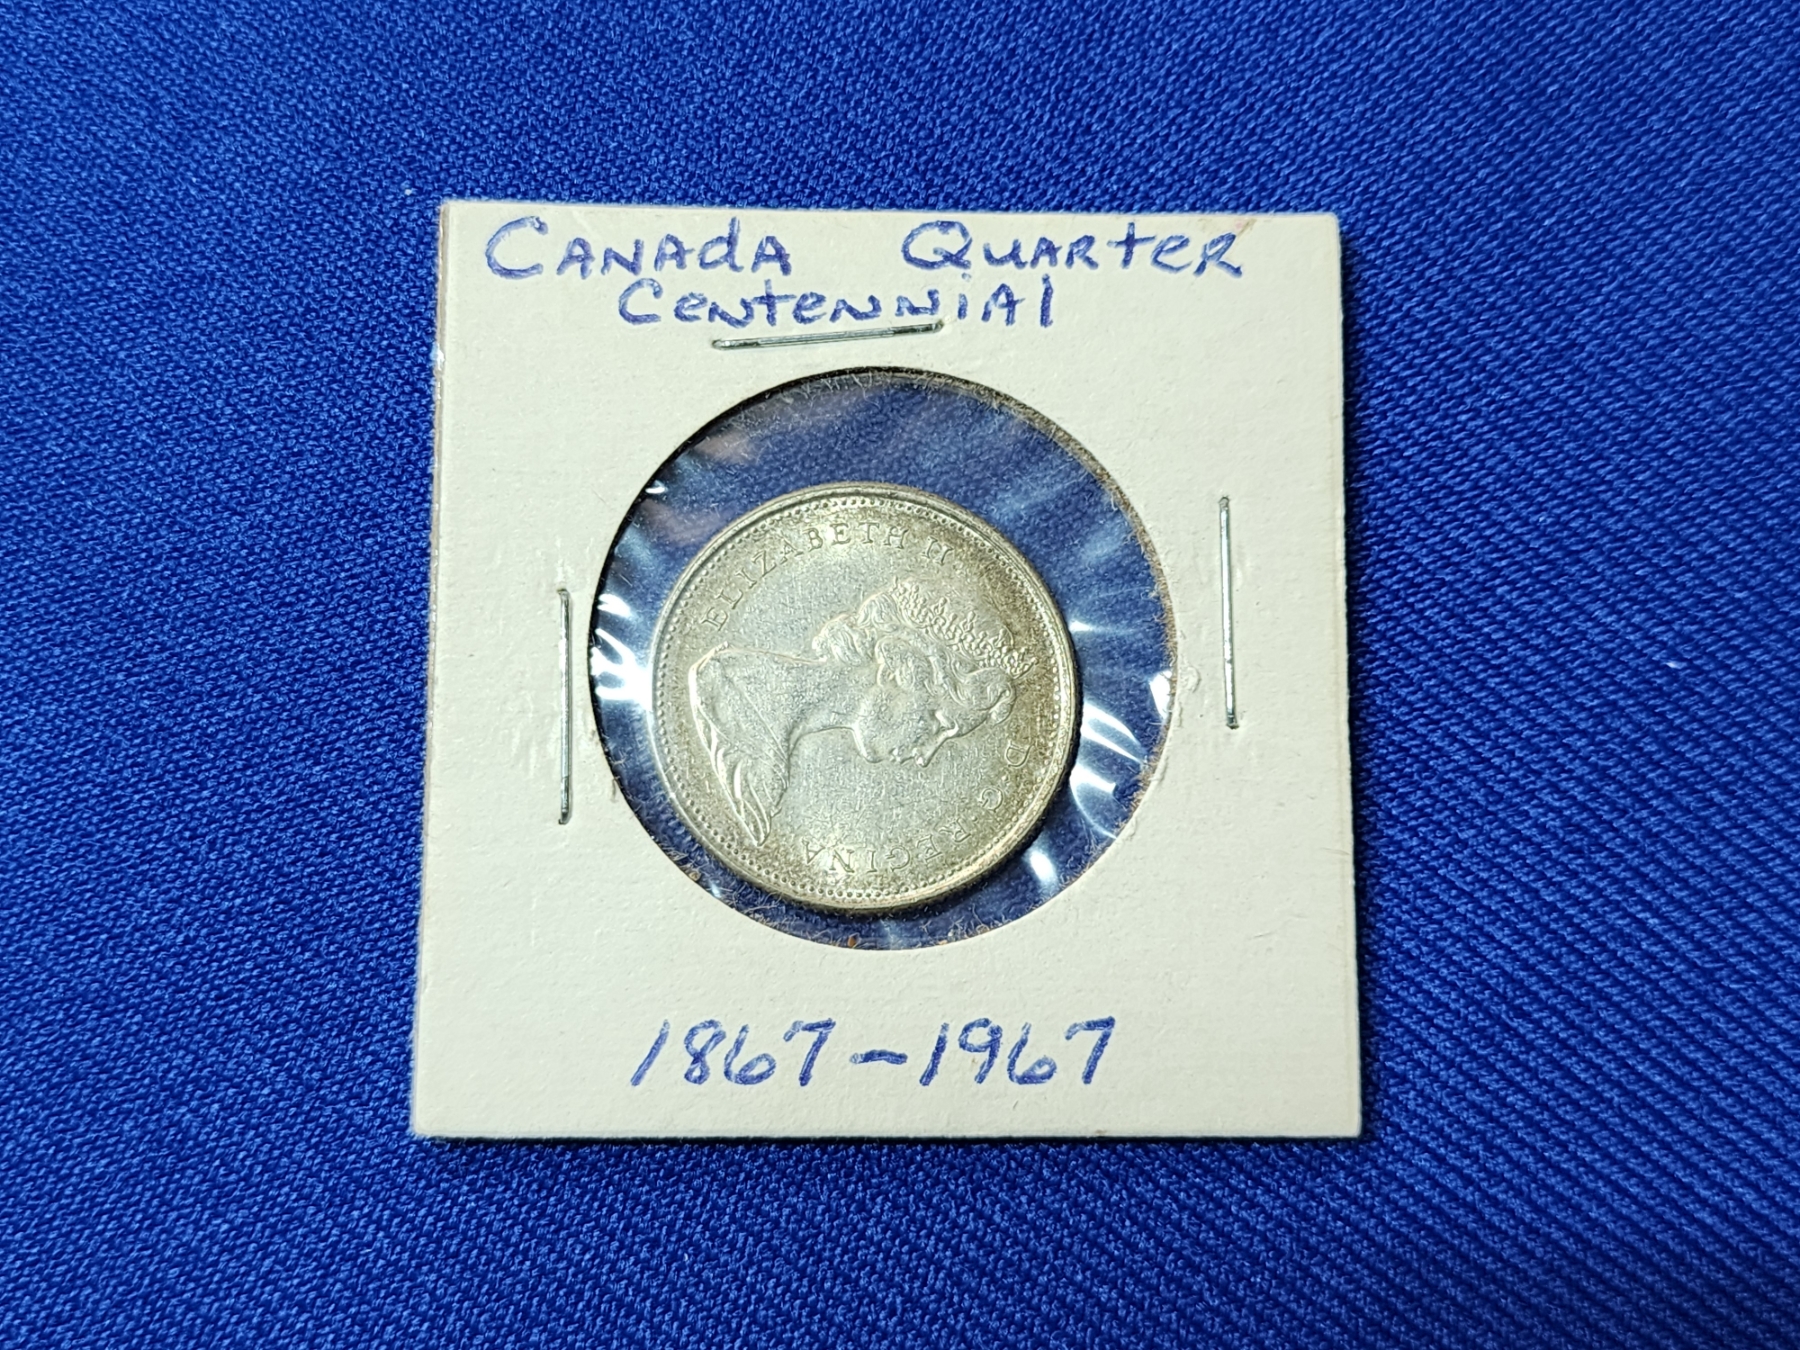 CANAdA QUARteR
CeNteNNiAl
ELIZABETH II D·G·REGINA
1867-1967